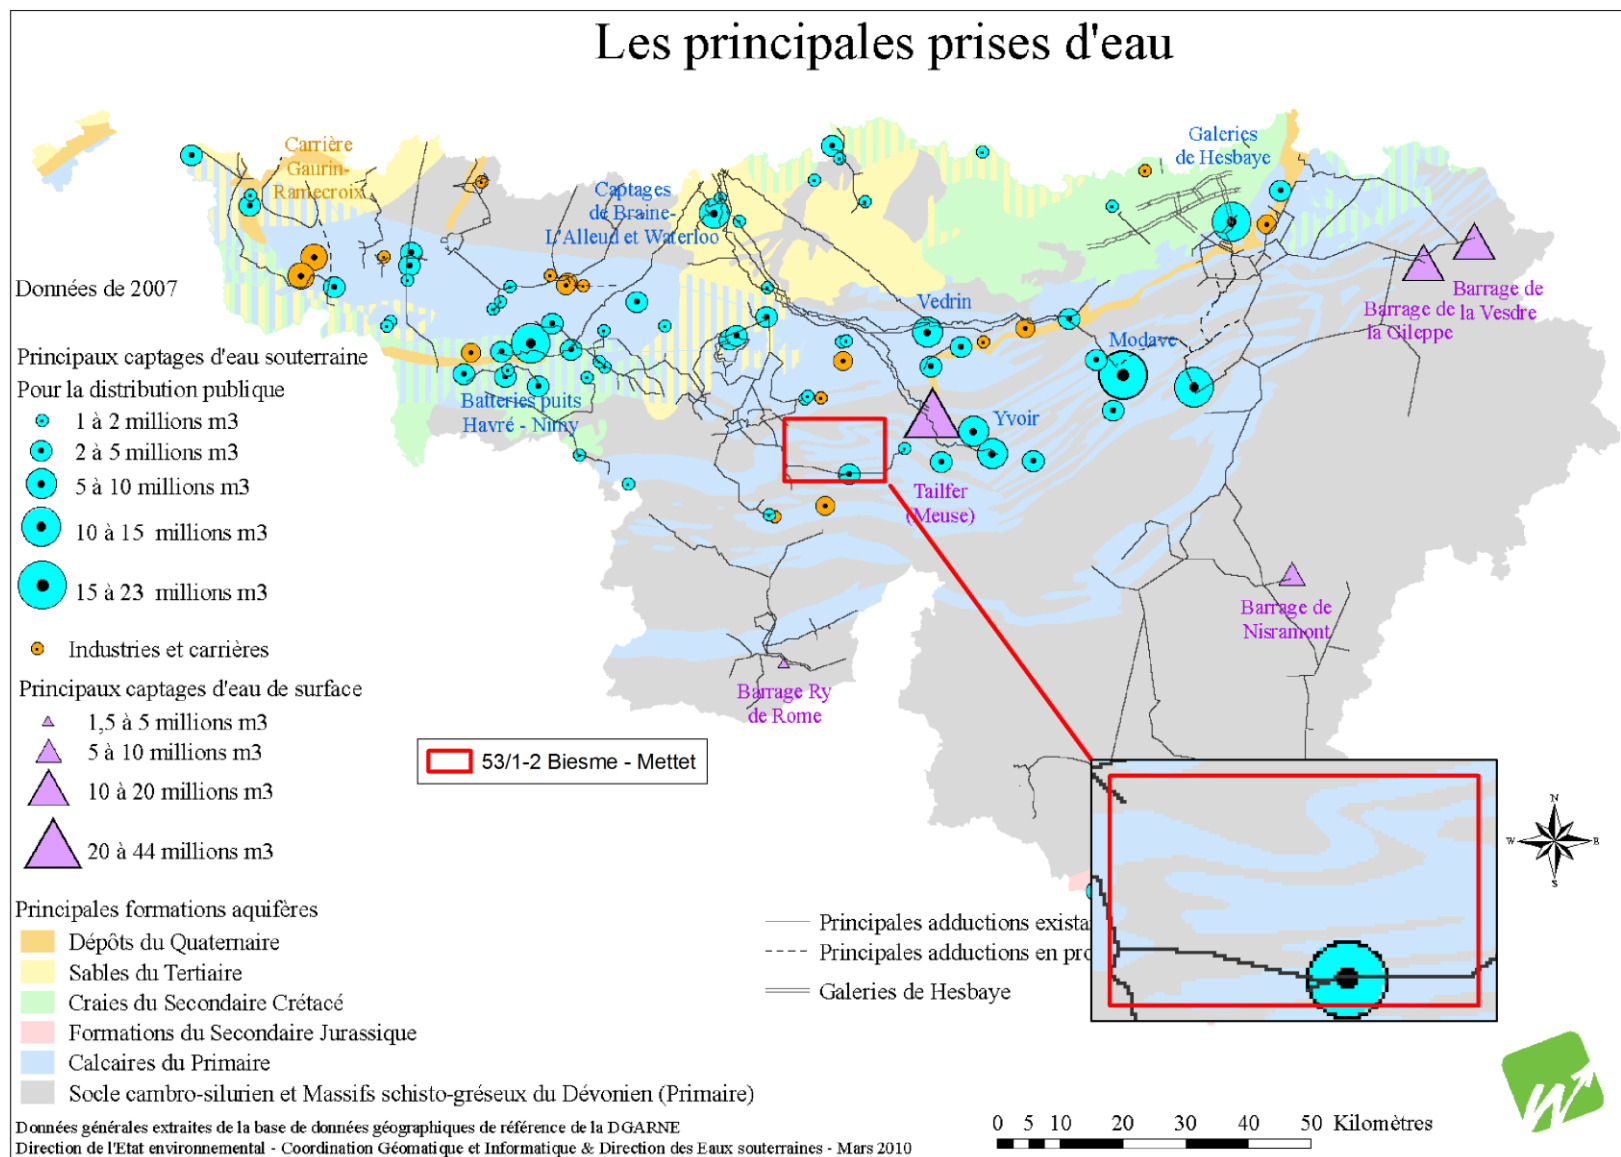 Les principales prises d'eau
Carrière
Gaurin-
Ramecroix
Captages
de Braine-
L'Alleud et Waterloo
Galeries
de Hesbaye
Données de 2007
Vedrin
Barrage de
la Vesdre
Barrage de
la Gileppe
Modave
Principaux captages d'eau souterraine
Pour la distribution publique
1 à 2 millions m3
2 à 5 millions m3
5 à 10 millions m3
10 à 15 millions m3
15 à 23 millions m3
Batteries puits
Havré - Nimy
Yvoir
Tailfer
(Meuse)
Barrage de
Nisramont
Industries et carrières
Principaux captages d'eau de surface
1,5 à 5 millions m3
5 à 10 millions m3
10 à 20 millions m3
20 à 44 millions m3
Barrage Ry
de Rome
53/1-2 Biesme - Mettet
N
W
E
S
Principales formations aquifères
Dépôts du Quaternaire
Sables du Tertiaire
Craies du Secondaire Crétacé
Formations du Secondaire Jurassique
Calcaires du Primaire
Socle cambro-silurien et Massifs schisto-gréseux du Dévonien (Primaire)
Principales adductions exista
Principales adductions en pro
Galeries de Hesbaye
Données générales extraites de la base de données géographiques de référence de la DGARNE
Direction de l'Etat environnemental - Coordination Géomatique et Informatique & Direction des Eaux souterraines - Mars 2010
0 5 10 20 30 40 50 Kilomètres
W